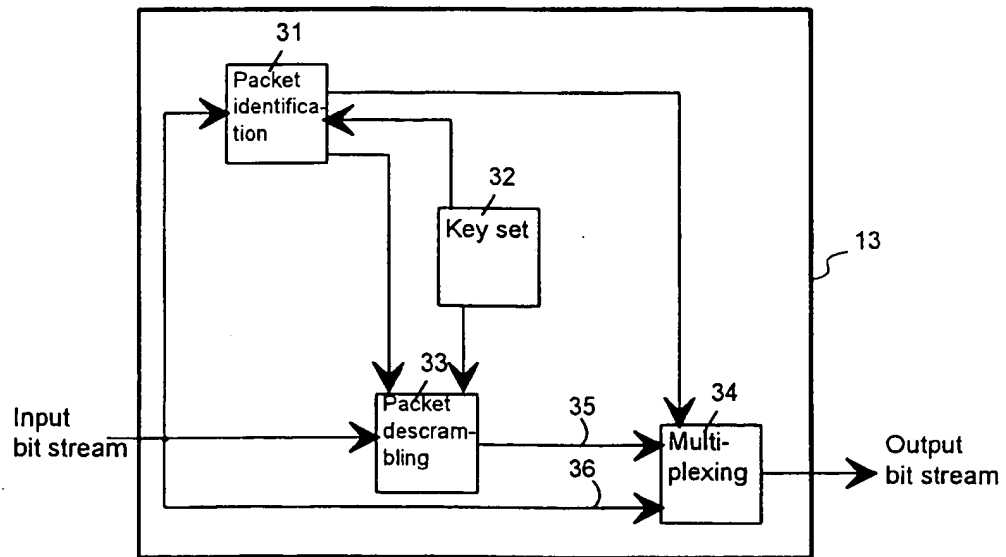 31
Packet
identifica-
tion
32
Key set
13
33
Packet
descram-
bling
34
Multi-
plexing
35
36
Input
bit stream
Output
bit stream